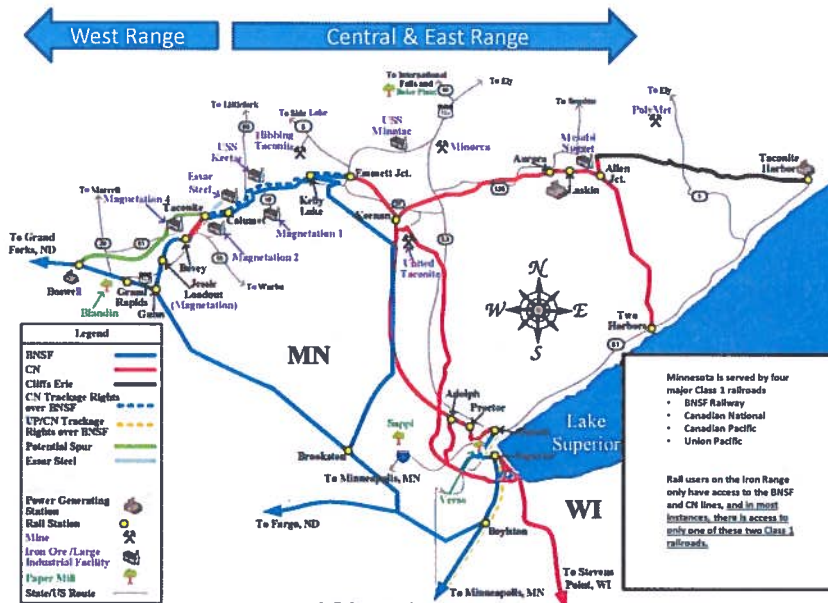 West Range
Central & East Range
To International
Falls and
Boise Plant
To Ely
To Littlefork
To Side Lake
Hibbing
Taconite
USS
Keetac
USS
Minntac
Minorca
Mesabi
Nugget
To Ely
PolyMet
Taconite
Harbor
Essar
Steel
Emmett Jct.
Aurora
Laskin
Allen
Jct.
Magnetation 4
Taconite
Kelly
Lake
Calumet
Keenan
Magnetation 1
Magnetation 2
United
Taconite
To Grand
Forks, ND
Bovey
Jessie
Loadout
(Magnetation)
To Warba
Boswell
Grand
Rapids
Blandin
Gunn
N
W
E
S
Two
Harbors
MN
Legend
BNSF
CN
Cliffs Erie
CN Trackage Rights
over BNSF
UP/CN Trackage
Rights over BNSF
Potential Spur
Essar Steel
Power Generating
Station
Rail Station
Mine
Iron Ore /Large
Industrial Facility
Paper Mill
State/US Route
Minnesota is served by four
major Class 1 railroads
• BNSF Railway
• Canadian National
• Canadian Pacific
• Union Pacific
Rail users on the Iron Range
only have access to the BNSF
and CN lines, and in most
instances, there is access to
only one of these two Class 1
railroads.
Adolph
Proctor
Sappi
Lake
Superior
Brookston
To Minneapolis, MN
Verso
WI
To Fargo, ND
Boylston
To Stevens
Point, WI
To Minneapolis, MN